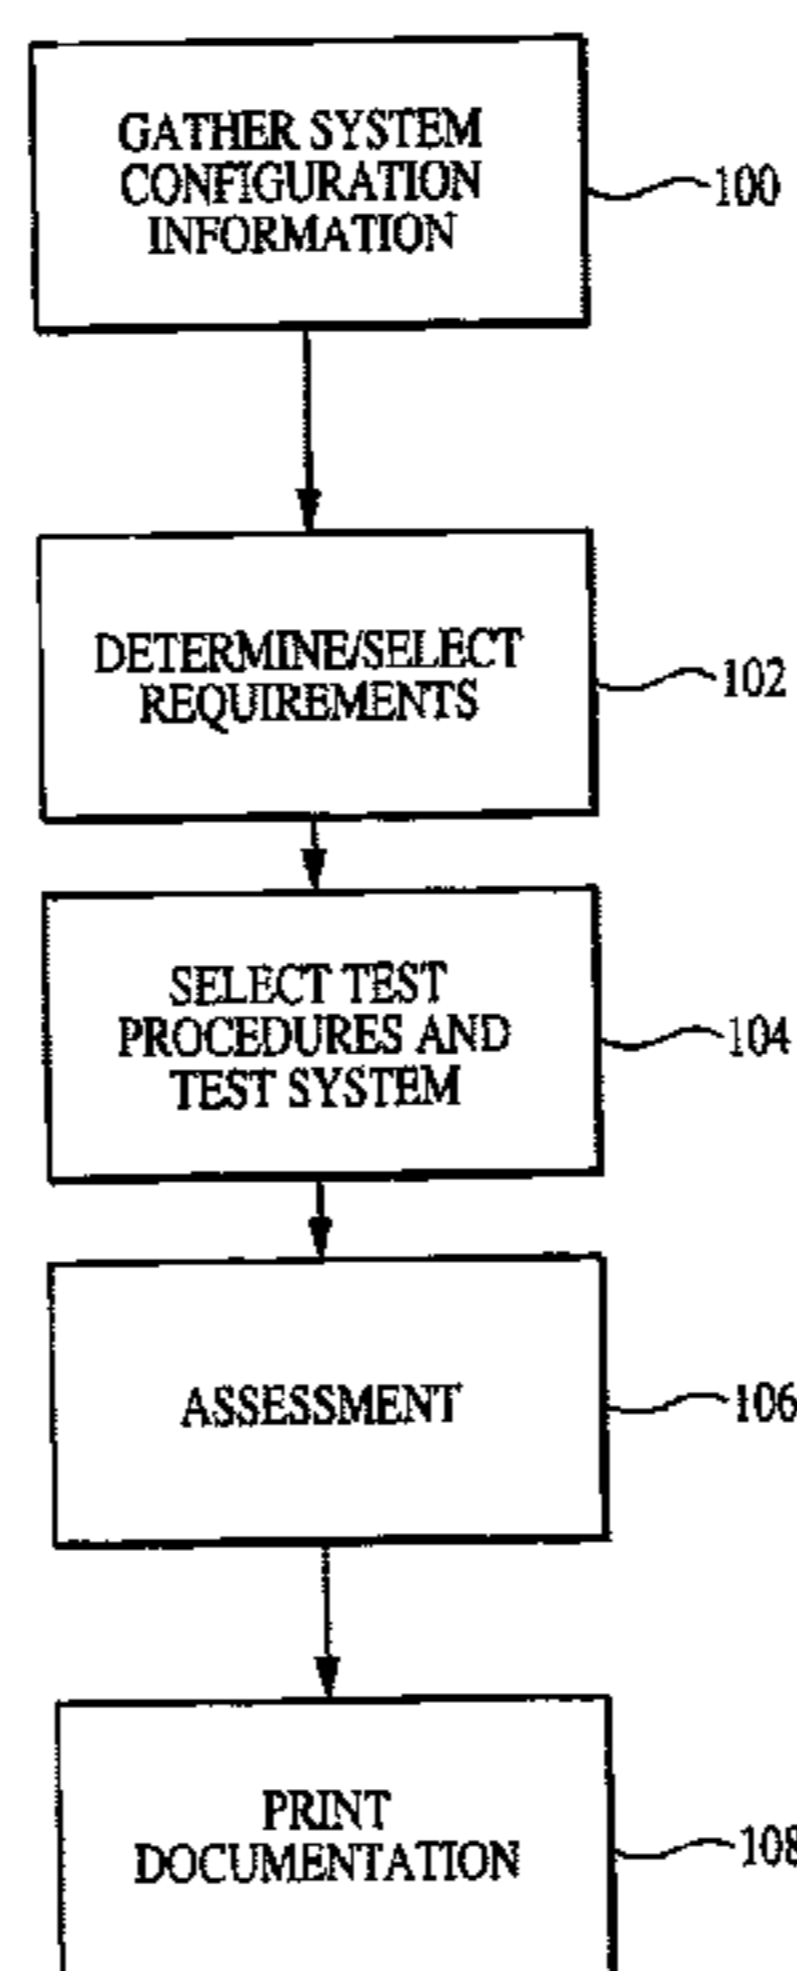 GATHER SYSTEM
CONFIGURATION
INFORMATION
100
DETERMINE/SELECT
REQUIREMENTS
102
SELECT TEST
PROCEDURES AND
TEST SYSTEM
104
ASSESSMENT
106
PRINT
DOCUMENTATION
108